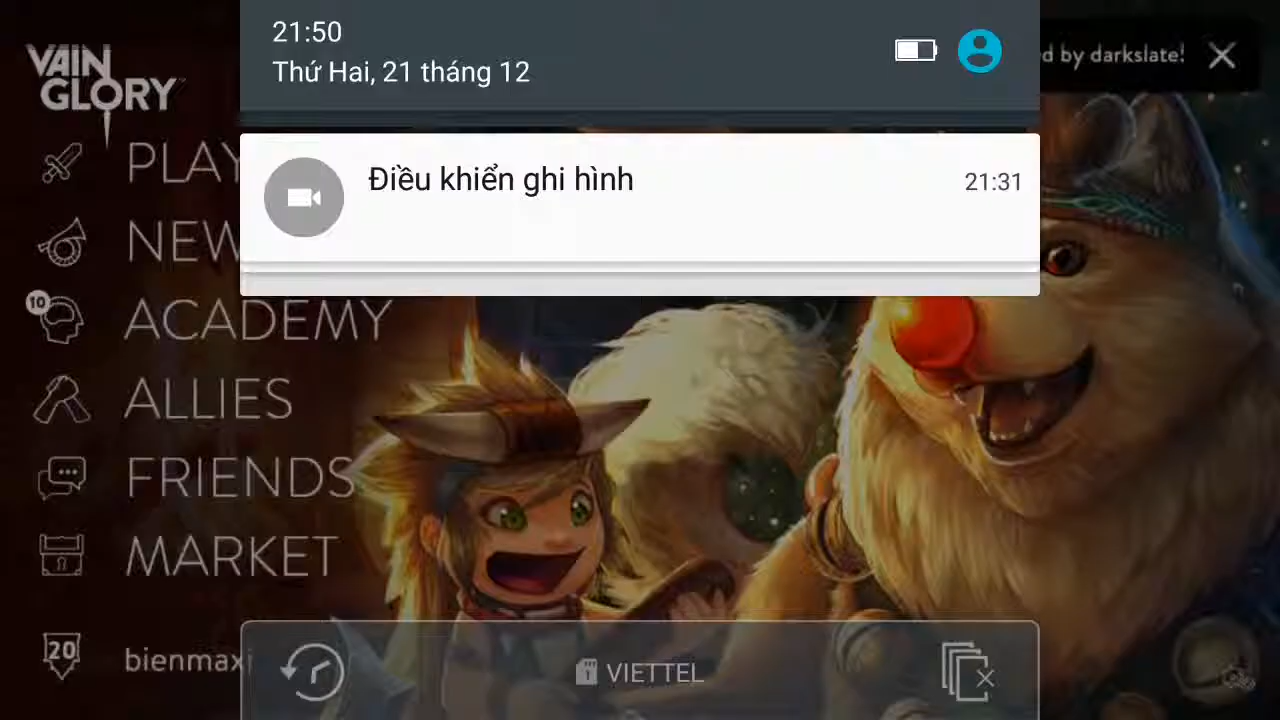 21:50
Thứ Hai, 21 tháng 12
d by darkslate!
VAIN
GLORY
Điều khiển ghi hình
21:31
PLAY
NEW
10
ACADEMY
ALLIES
FRIENDS
MARKET
20
bienmaxi
VIETTEL